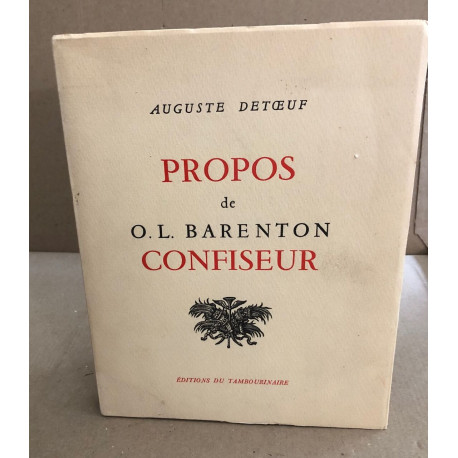 AUGUSTE DETŒUF
PROPOS
de
O. L. BARENTON
CONFISEUR
ÉDITIONS DU TAMBOURINAIRE